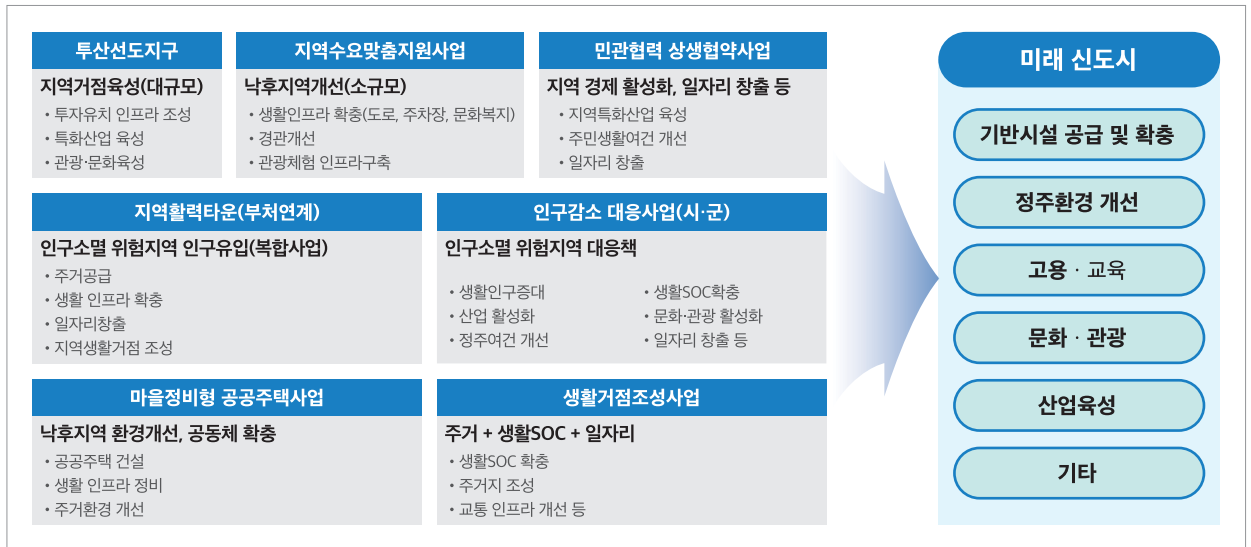 투산선도지구
지역거점육성(대규모)
• 투자유치 인프라 조성
• 특화산업 육성
• 관광·문화육성
지역수요맞춤지원사업
낙후지역개선(소규모)
• 생활인프라 확충(도로, 주차장, 문화복지)
• 경관개선
• 관광체험 인프라구축
민관협력 상생협약사업
지역 경제 활성화, 일자리 창출 등
• 지역특화산업 육성
• 주민생활여건 개선
• 일자리 창출
지역활력타운(부처연계)
인구소멸 위험지역 인구유입(복합사업)
• 주거공급
• 생활 인프라 확충
• 일자리창출
• 지역생활거점 조성
인구감소 대응사업(시·군)
인구소멸 위험지역 대응책
• 생활인구증대
• 산업 활성화
• 정주여건 개선
• 생활SOC확충
• 문화·관광 활성화
• 일자리 창출 등
마을정비형 공공주택사업
낙후지역 환경개선, 공동체 확충
• 공공주택 건설
• 생활 인프라 정비
• 주거환경 개선
생활거점조성사업
주거 + 생활SOC + 일자리
• 생활SOC 확충
• 주거지 조성
• 교통 인프라 개선 등
미래 신도시
기반시설 공급 및 확충
정주환경 개선
고용 · 교육
문화 · 관광
산업육성
기타